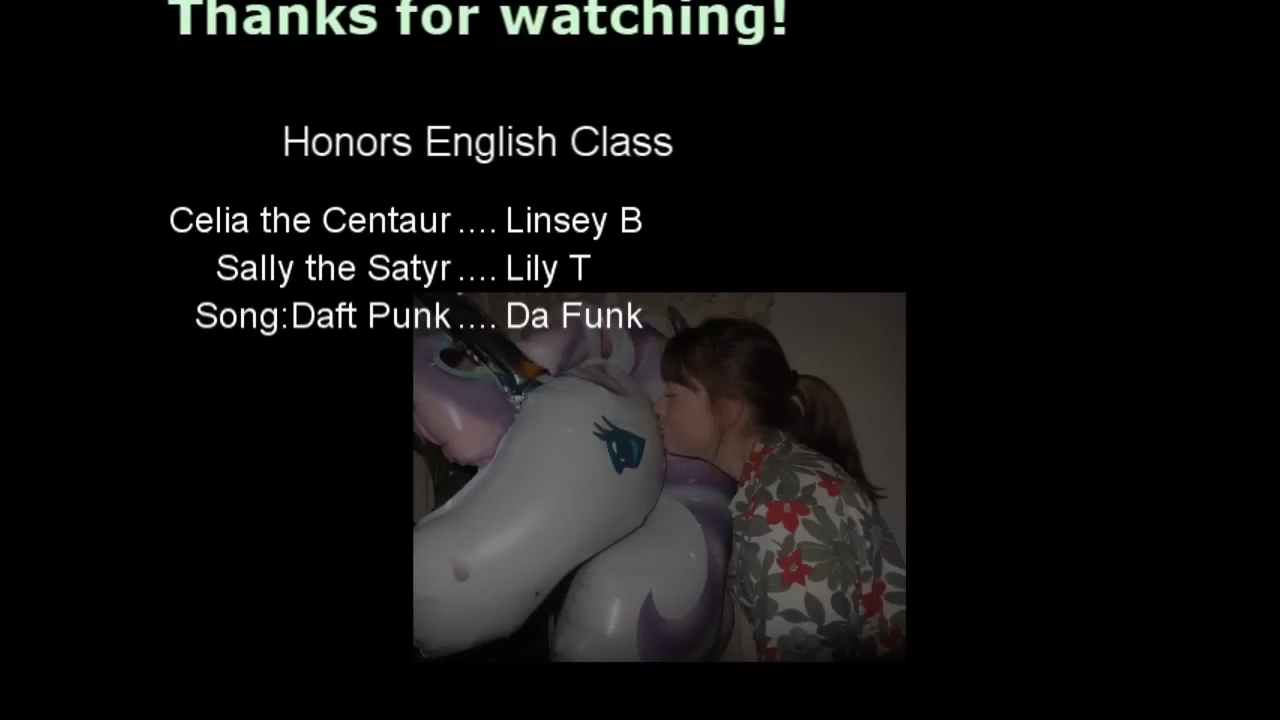 Thanks for watching!
Honors English Class
Celia the Centaur .... Linsey B
Sally the Satyr .... Lily T
Song:Daft Punk .... Da Funk